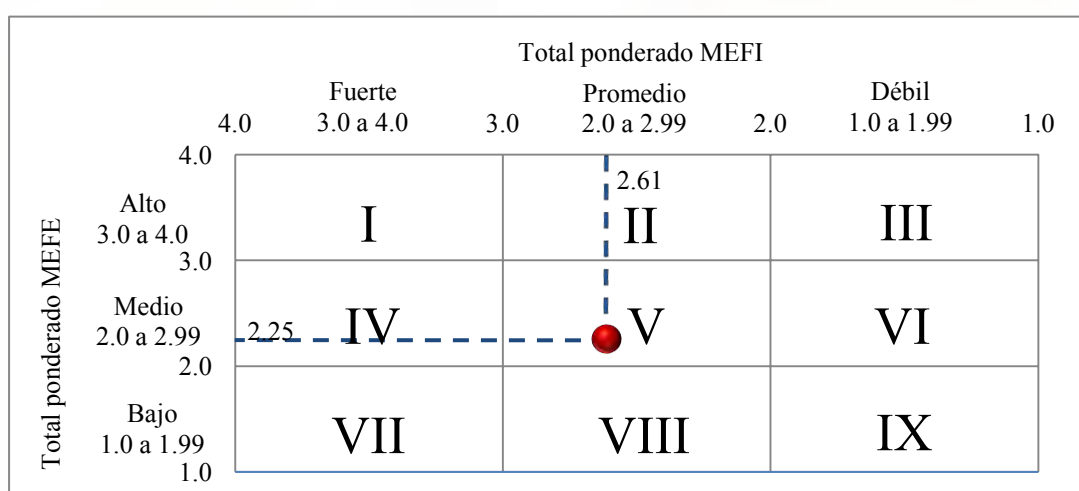 Total ponderado MEFI
Fuerte Promedio Débil
4.0 3.0 a 4.0 3.0 2.0 a 2.99 2.0 1.0 a 1.99 1.0
4.0
2.61
Alto
3.0 a 4.0
I II III
3.0
Total ponderado MEFE
Medio
2.0 a 2.99
2.25
IV V VI
2.0
Bajo
1.0 a 1.99
VII VIII IX
1.0